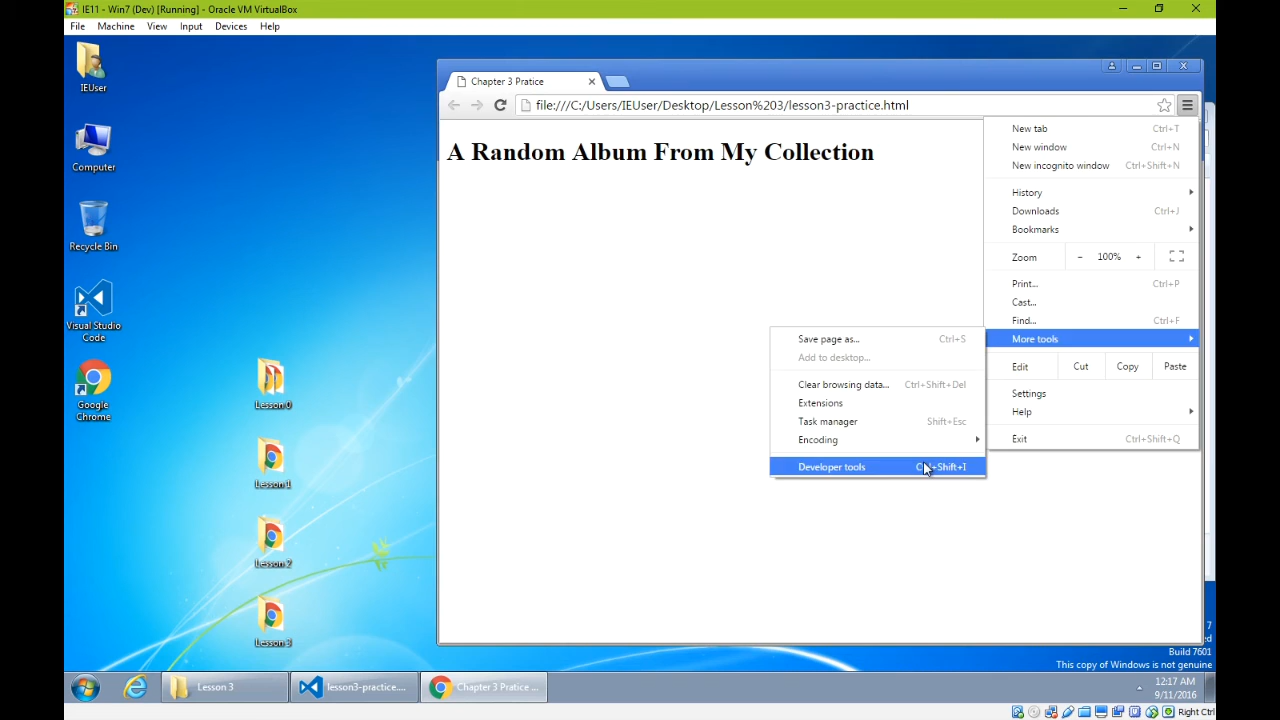 IE11 - Win7 (Dev) [Running] - Oracle VM VirtualBox
File Machine View Input Devices Help
IEUser
Computer
Recycle Bin
Visual Studio
Code
Google
Chrome
Lesson 0
Lesson 1
Lesson 2
Lesson 3
Chapter 3 Pratice
file:///C:/Users/IEUser/Desktop/Lesson%203/lesson3-practice.html
A Random Album From My Collection
New tab Ctrl+T
New window Ctrl+N
New incognito window Ctrl+Shift+N
History
Downloads Ctrl+J
Bookmarks
Zoom − 100% +
Print... Ctrl+P
Cast...
Find... Ctrl+F
More tools
Edit Cut Copy Paste
Settings
Help
Exit Ctrl+Shift+Q
Save page as... Ctrl+S
Add to desktop...
Clear browsing data... Ctrl+Shift+Del
Extensions
Task manager Shift+Esc
Encoding
Developer tools Ctrl+Shift+I
7
Build 7601
This copy of Windows is not genuine
Lesson 3
lesson3-practice....
Chapter 3 Pratice ...
12:17 AM
9/11/2016
Right Ctrl